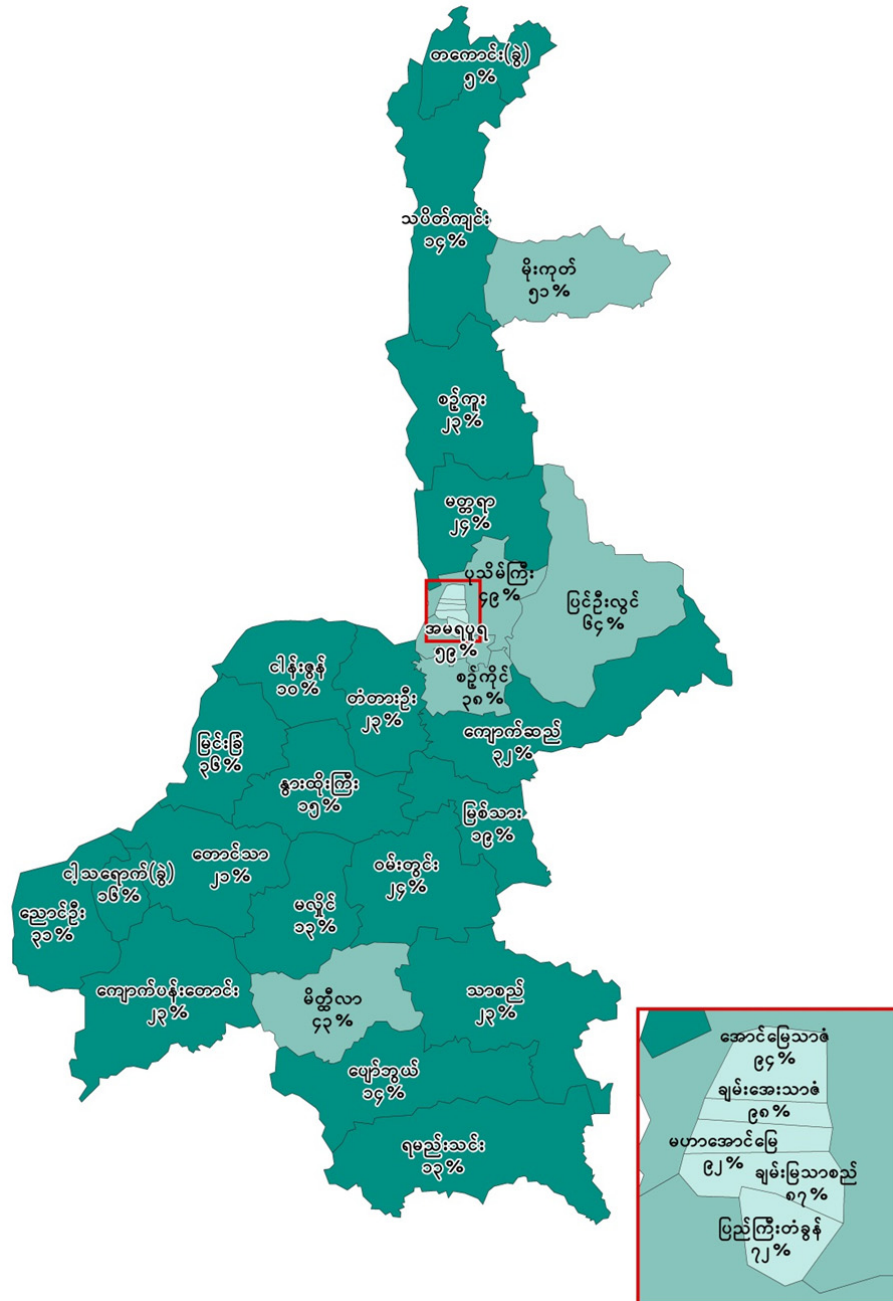 တကောင်း(ခွဲ)
၅%
သပိတ်ကျင်း
၁၄%
မိုးကုတ်
၅၁%
စဉ့်ကူး
၂၃%
မတ္တရာ
၂၄%
ပုသိမ်ကြီး
၄၉%
ပြင်ဦးလွင်
၆၄%
အမရပူရ
၅၉%
စဉ့်ကိုင်
၃၈%
ငါန်းဇွန်
၁၀%
တံတားဦး
၂၃%
ကျောက်ဆည်
၃၂%
မြင်းခြံ
၃၆%
နွားထိုးကြီး
၁၅%
မြစ်သား
၁၉%
တောင်သာ
၂၁%
ဝမ်းတွင်း
၂၄%
ငါ့သရောက်(ခွဲ)
၁၆%
မလှိုင်
၁၃%
ညောင်ဦး
၃၁%
ကျောက်ပန်းတောင်း
၂၃%
မိတ္ထီလာ
၄၃%
သာစည်
၂၃%
ပျော်ဘွယ်
၁၄%
ရမည်းသင်း
၁၃%
အောင်မြေသာဇံ
၉၄%
ချမ်းအေးသာဇံ
၉၈%
မဟာအောင်မြေ
၉၂%
ချမ်းမြသာစည်
၈၇%
ပြည်ကြီးတံခွန်
၇၂%